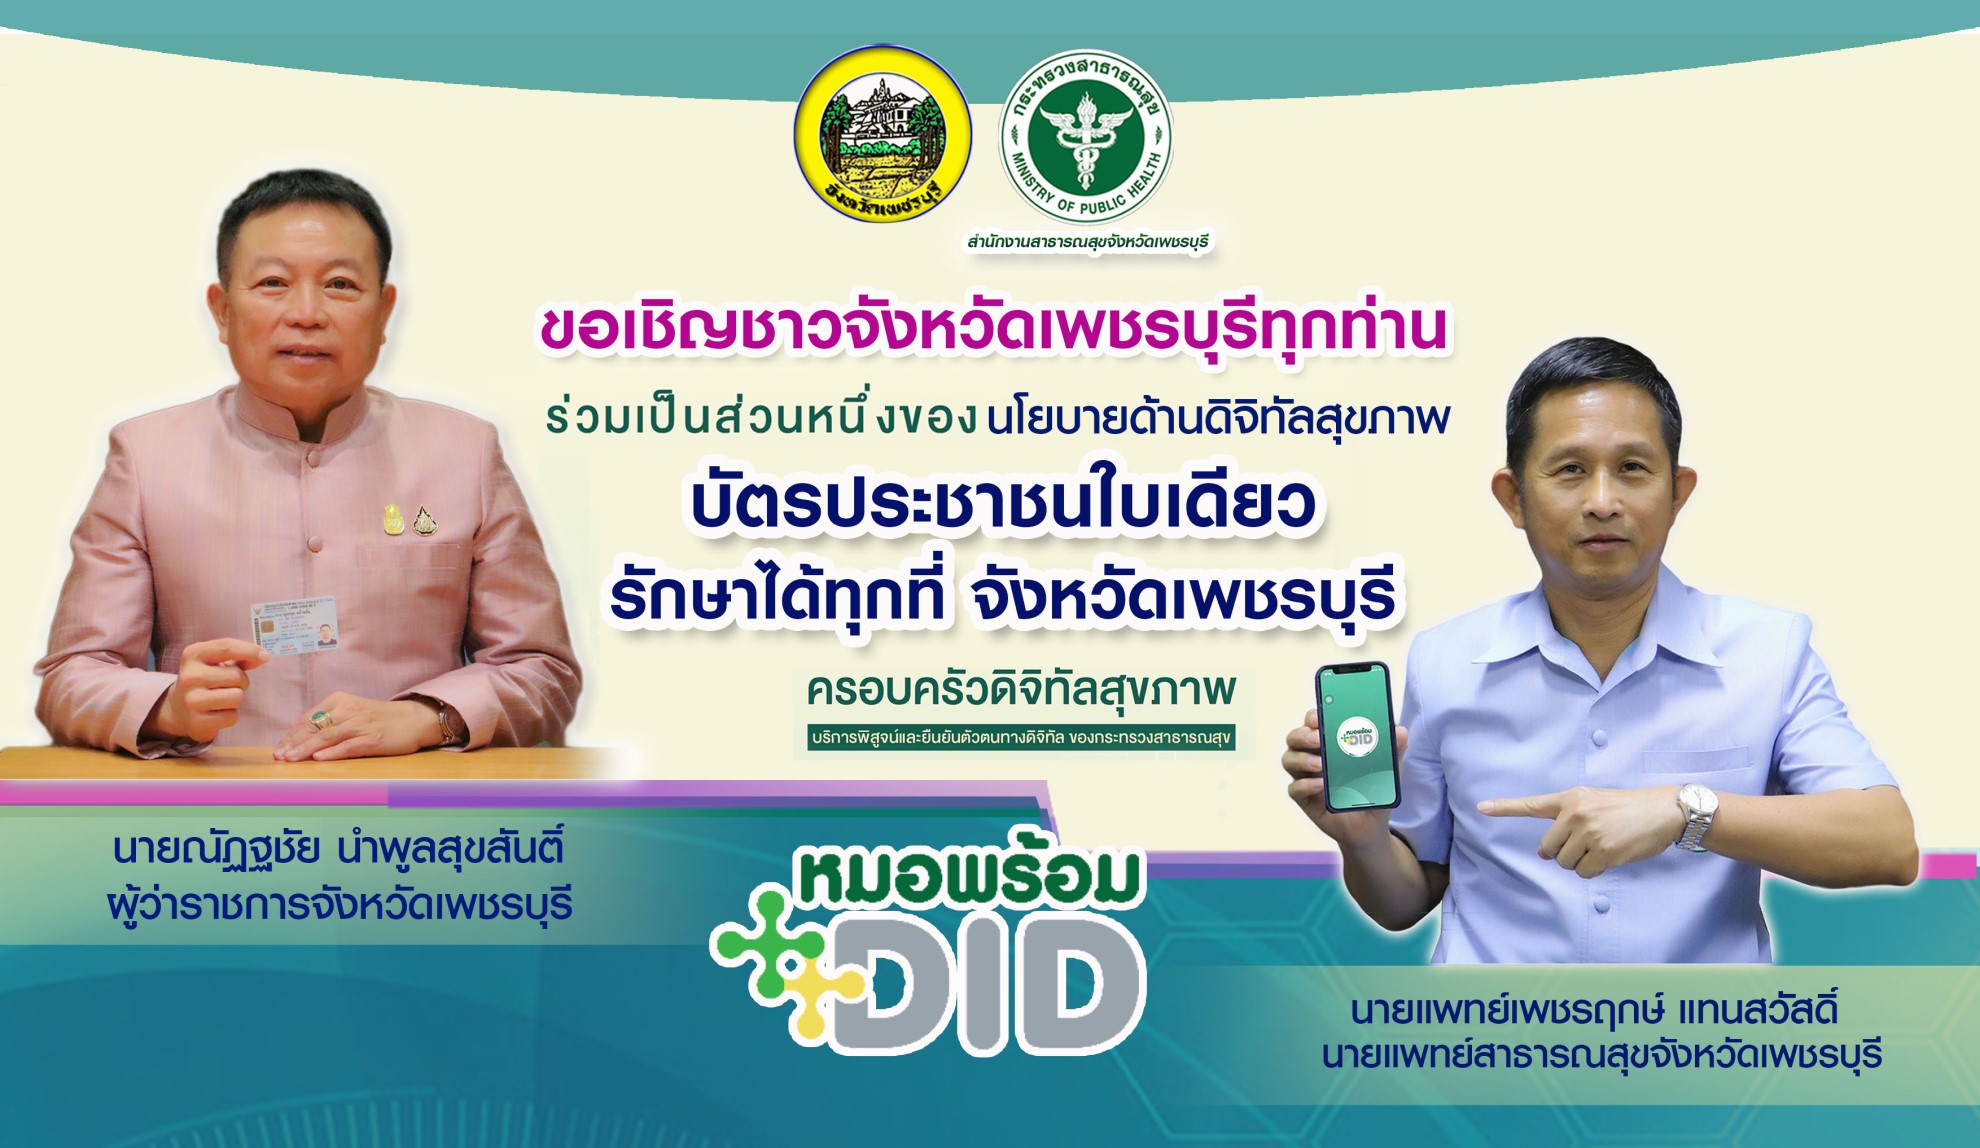 จังหวัดเพชรบุรี
กระทรวงสาธารณสุข
MINISTRY OF PUBLIC HEALTH
สำนักงานสาธารณสุขจังหวัดเพชรบุรี
ขอเชิญชาวจังหวัดเพชรบุรีทุกท่าน
ร่วมเป็นส่วนหนึ่งของ นโยบายด้านดิจิทัลสุขภาพ
บัตรประชาชนใบเดียว
รักษาได้ทุกที่ จังหวัดเพชรบุรี
ครอบครัวดิจิทัลสุขภาพ
บริการพิสูจน์และยืนยันตัวตนทางดิจิทัล ของกระทรวงสาธารณสุข
หมอพร้อม
DID
นายณัฏฐชัย นำพูลสุขสันติ์
ผู้ว่าราชการจังหวัดเพชรบุรี
หมอพร้อม
DID
นายแพทย์เพชรฤกษ์ แทนสวัสดิ์
นายแพทย์สาธารณสุขจังหวัดเพชรบุรี